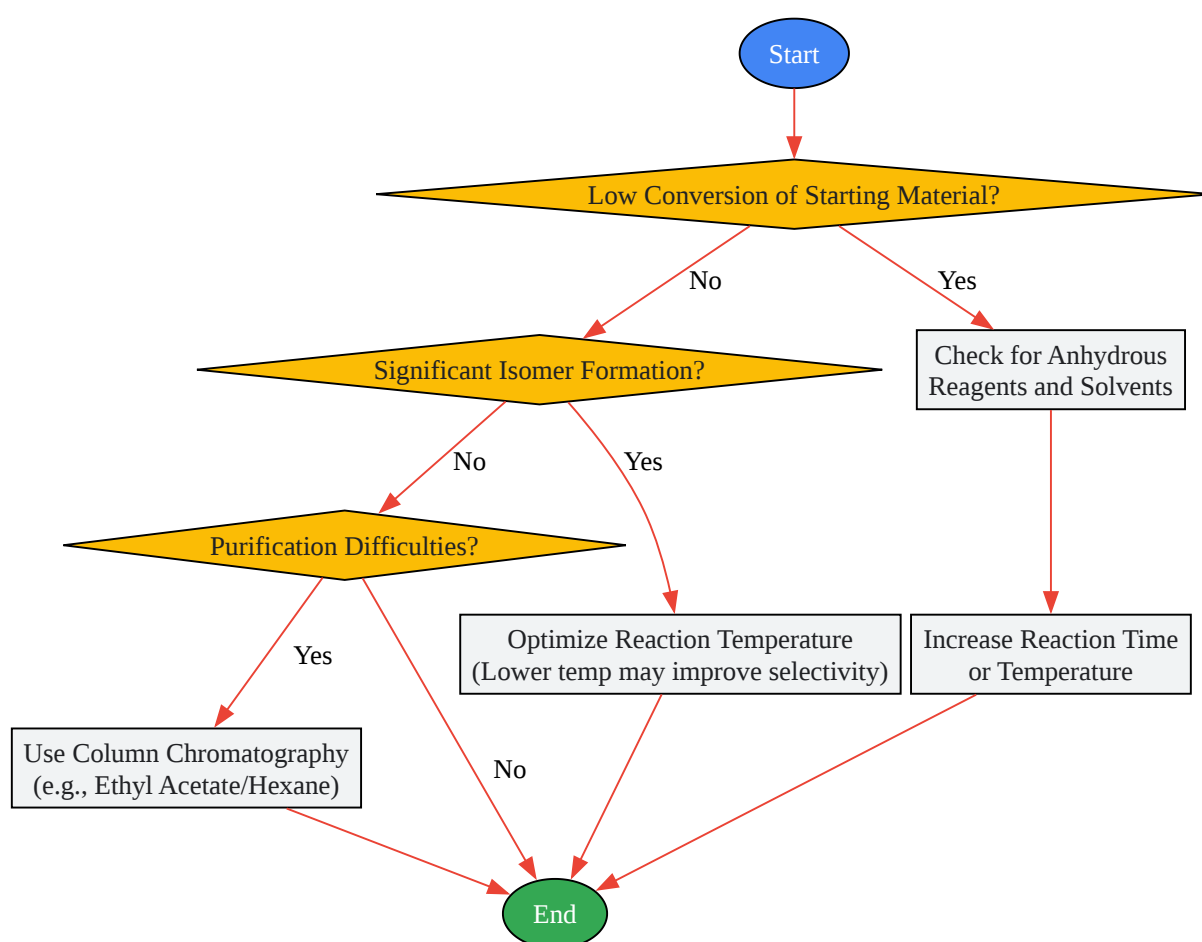 Start
Low Conversion of Starting Material?
No
Yes
Significant Isomer Formation?
Check for Anhydrous
Reagents and Solvents
No
Yes
Purification Difficulties?
Yes
Optimize Reaction Temperature
(Lower temp may improve selectivity)
Increase Reaction Time
or Temperature
Use Column Chromatography
(e.g., Ethyl Acetate/Hexane)
No
End